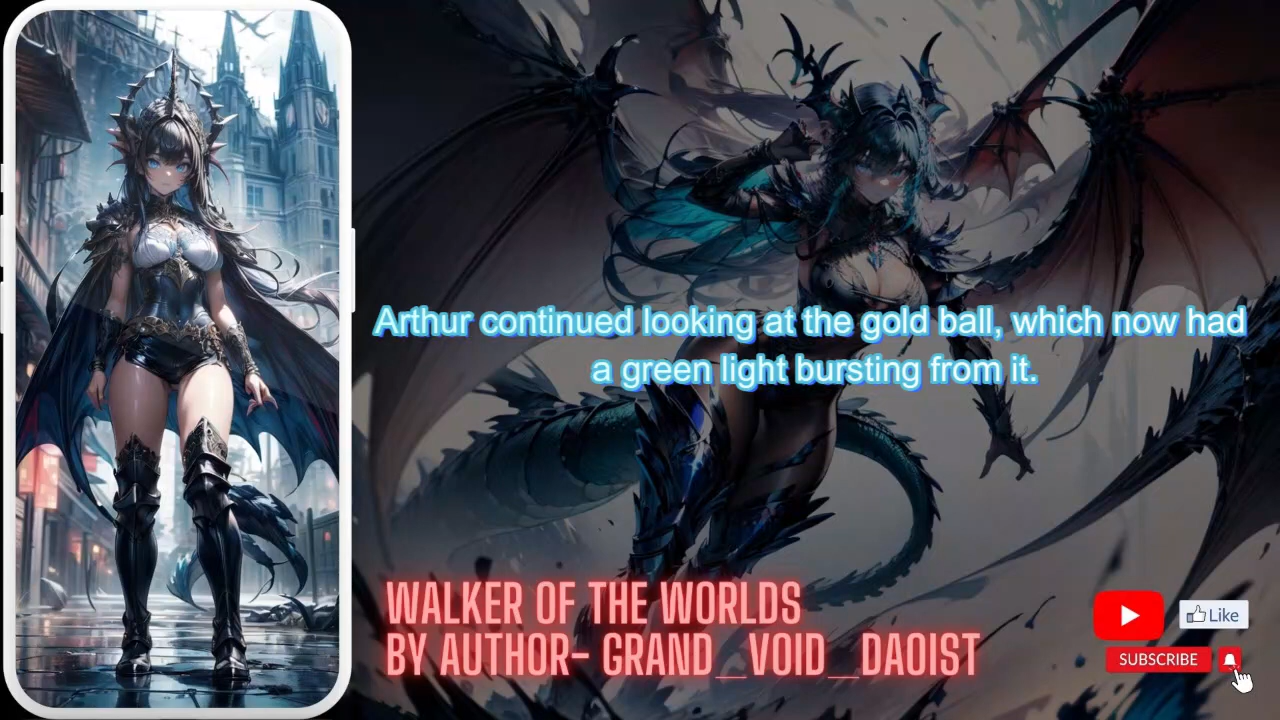 Arthur continued looking at the gold ball, which now had
a green light bursting from it.
WALKER OF THE WORLDS
BY AUTHOR- GRAND_VOID_DAOIST
Like
SUBSCRIBE